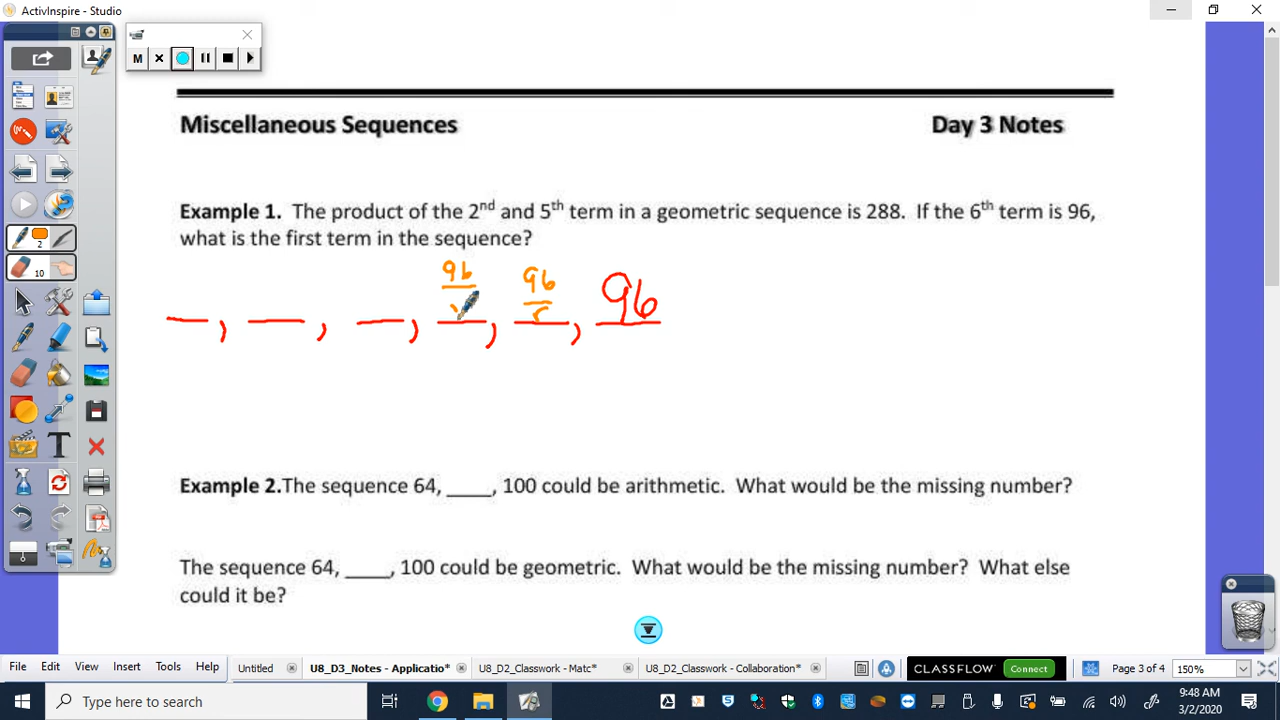 ActivInspire - Studio
M
Miscellaneous Sequences
Day 3 Notes
Example 1. The product of the 2nd and 5th term in a geometric sequence is 288. If the 6th term is 96,
what is the first term in the sequence?
96
96
r
96
, , , , ,
2
10
Example 2.The sequence 64, ____, 100 could be arithmetic. What would be the missing number?
The sequence 64, ____, 100 could be geometric. What would be the missing number? What else
could it be?
File Edit View Insert Tools Help
Untitled
U8_D3_Notes - Applicatio*
U8_D2_Classwork - Matc*
U8_D2_Classwork - Collaboration*
CLASSFLOW Connect
Page 3 of 4
150%
Type here to search
9:48 AM
3/2/2020